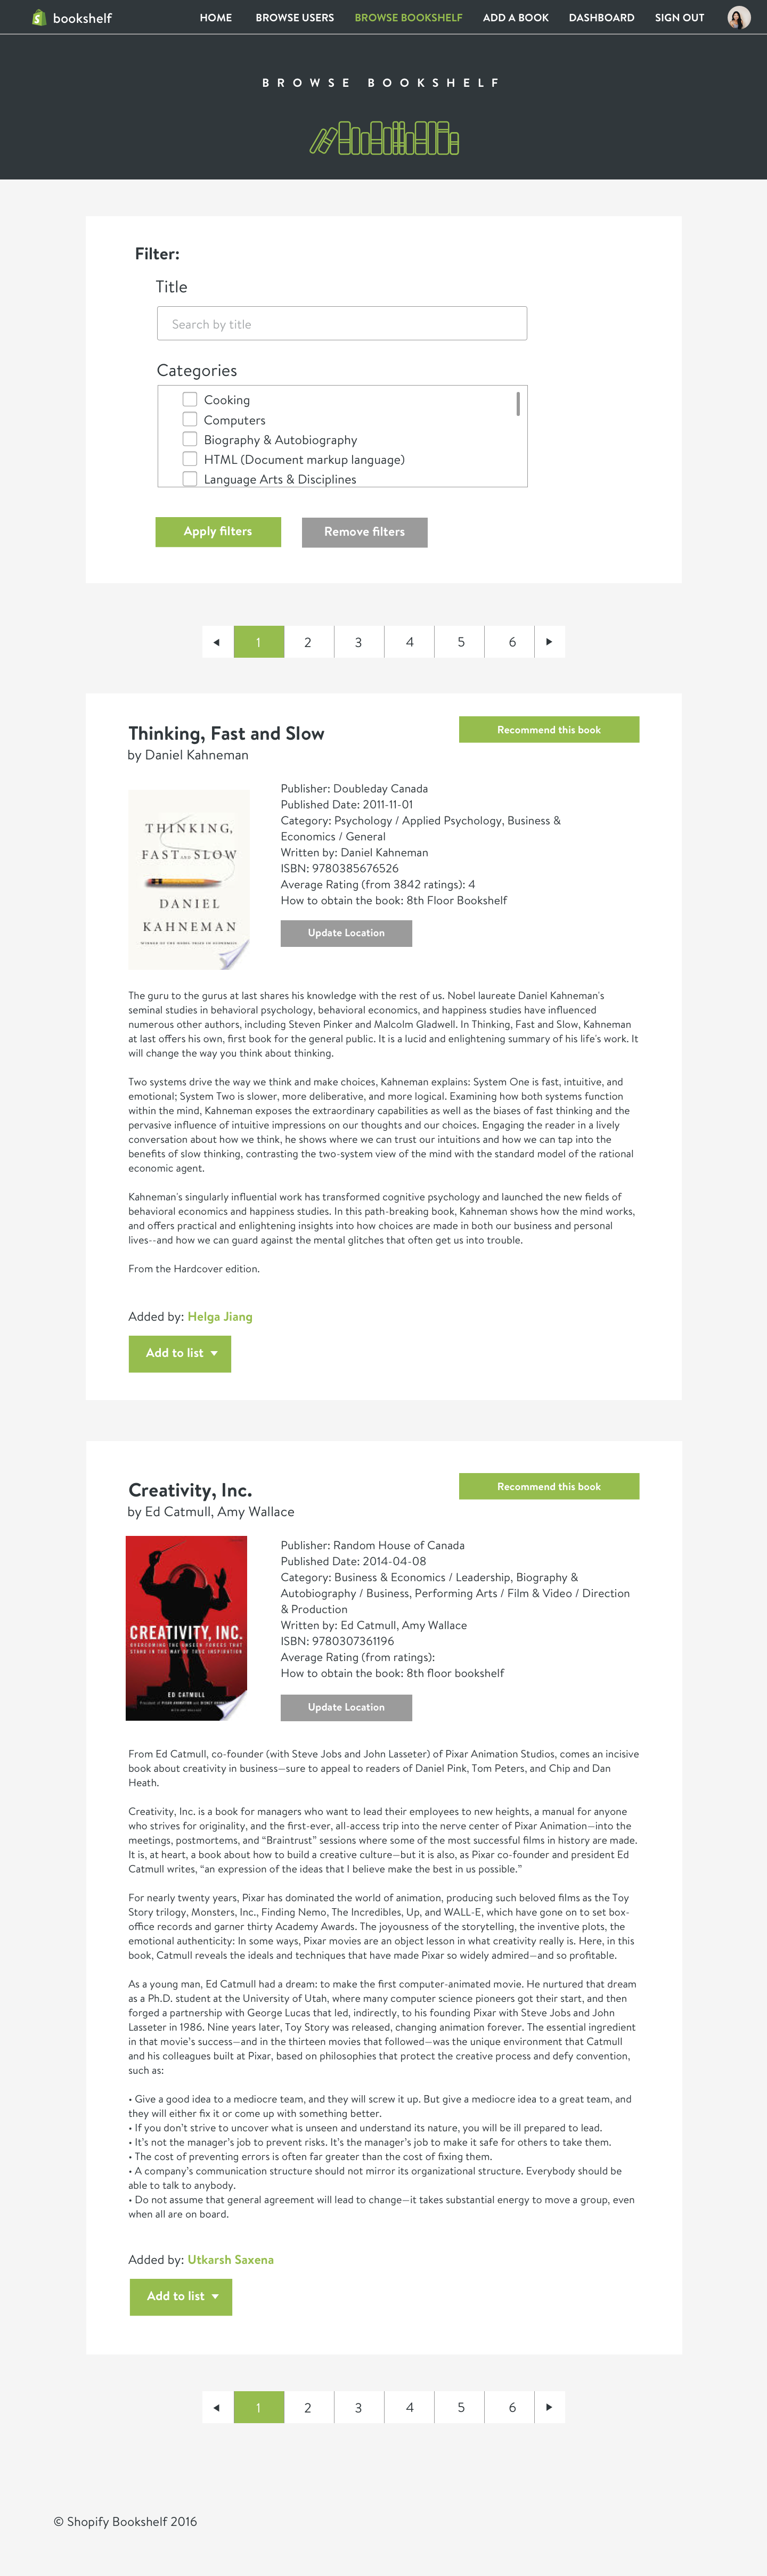 bookshelf
HOME BROWSE USERS BROWSE BOOKSHELF ADD A BOOK DASHBOARD SIGN OUT
BROWSE BOOKSHELF
Filter:
Title
Search by title
Categories
Cooking
Computers
Biography & Autobiography
HTML (Document markup language)
Language Arts & Disciplines
Apply filters Remove filters
1 2 3 4 5 6
Thinking, Fast and Slow
by Daniel Kahneman
Recommend this book
THINKING,
FAST AND SLOW
DANIEL
KAHNEMAN
WINNER OF THE NOBEL PRIZE IN ECONOMICS
Publisher: Doubleday Canada
Published Date: 2011-11-01
Category: Psychology / Applied Psychology, Business &
Economics / General
Written by: Daniel Kahneman
ISBN: 9780385676526
Average Rating (from 3842 ratings): 4
How to obtain the book: 8th Floor Bookshelf
Update Location
The guru to the gurus at last shares his knowledge with the rest of us. Nobel laureate Daniel Kahneman's
seminal studies in behavioral psychology, behavioral economics, and happiness studies have influenced
numerous other authors, including Steven Pinker and Malcolm Gladwell. In Thinking, Fast and Slow, Kahneman
at last offers his own, first book for the general public. It is a lucid and enlightening summary of his life's work. It
will change the way you think about thinking.
Two systems drive the way we think and make choices, Kahneman explains: System One is fast, intuitive, and
emotional; System Two is slower, more deliberative, and more logical. Examining how both systems function
within the mind, Kahneman exposes the extraordinary capabilities as well as the biases of fast thinking and the
pervasive influence of intuitive impressions on our thoughts and our choices. Engaging the reader in a lively
conversation about how we think, he shows where we can trust our intuitions and how we can tap into the
benefits of slow thinking, contrasting the two-system view of the mind with the standard model of the rational
economic agent.
Kahneman's singularly influential work has transformed cognitive psychology and launched the new fields of
behavioral economics and happiness studies. In this path-breaking book, Kahneman shows how the mind works,
and offers practical and enlightening insights into how choices are made in both our business and personal
lives--and how we can guard against the mental glitches that often get us into trouble.
From the Hardcover edition.
Added by: Helga Jiang
Add to list
Creativity, Inc.
by Ed Catmull, Amy Wallace
Recommend this book
CREATIVITY, INC.
OVERCOMING THE UNSEEN FORCES THAT
STAND IN THE WAY OF TRUE INSPIRATION
ED CATMULL
Publisher: Random House of Canada
Published Date: 2014-04-08
Category: Business & Economics / Leadership, Biography &
Autobiography / Business, Performing Arts / Film & Video / Direction
& Production
Written by: Ed Catmull, Amy Wallace
ISBN: 9780307361196
Average Rating (from ratings):
How to obtain the book: 8th floor bookshelf
Update Location
From Ed Catmull, co-founder (with Steve Jobs and John Lasseter) of Pixar Animation Studios, comes an incisive
book about creativity in business—sure to appeal to readers of Daniel Pink, Tom Peters, and Chip and Dan
Heath.
Creativity, Inc. is a book for managers who want to lead their employees to new heights, a manual for anyone
who strives for originality, and the first-ever, all-access trip into the nerve center of Pixar Animation—into the
meetings, postmortems, and “Braintrust” sessions where some of the most successful films in history are made.
It is, at heart, a book about how to build a creative culture—but it is also, as Pixar co-founder and president Ed
Catmull writes, “an expression of the ideas that I believe make the best in us possible.”
For nearly twenty years, Pixar has dominated the world of animation, producing such beloved films as the Toy
Story trilogy, Monsters, Inc., Finding Nemo, The Incredibles, Up, and WALL-E, which have gone on to set box-
office records and garner thirty Academy Awards. The joyousness of the storytelling, the inventive plots, the
emotional authenticity: In some ways, Pixar movies are an object lesson in what creativity really is. Here, in this
book, Catmull reveals the ideals and techniques that have made Pixar so widely admired—and so profitable.
As a young man, Ed Catmull had a dream: to make the first computer-animated movie. He nurtured that dream
as a Ph.D. student at the University of Utah, where many computer science pioneers got their start, and then
forged a partnership with George Lucas that led, indirectly, to his founding Pixar with Steve Jobs and John
Lasseter in 1986. Nine years later, Toy Story was released, changing animation forever. The essential ingredient
in that movie’s success—and in the thirteen movies that followed—was the unique environment that Catmull
and his colleagues built at Pixar, based on philosophies that protect the creative process and defy convention,
such as:
• Give a good idea to a mediocre team, and they will screw it up. But give a mediocre idea to a great team, and
they will either fix it or come up with something better.
• If you don’t strive to uncover what is unseen and understand its nature, you will be ill prepared to lead.
• It’s not the manager’s job to prevent risks. It’s the manager’s job to make it safe for others to take them.
• The cost of preventing errors is often far greater than the cost of fixing them.
• A company’s communication structure should not mirror its organizational structure. Everybody should be
able to talk to anybody.
• Do not assume that general agreement will lead to change—it takes substantial energy to move a group, even
when all are on board.
Added by: Utkarsh Saxena
Add to list
1 2 3 4 5 6
© Shopify Bookshelf 2016